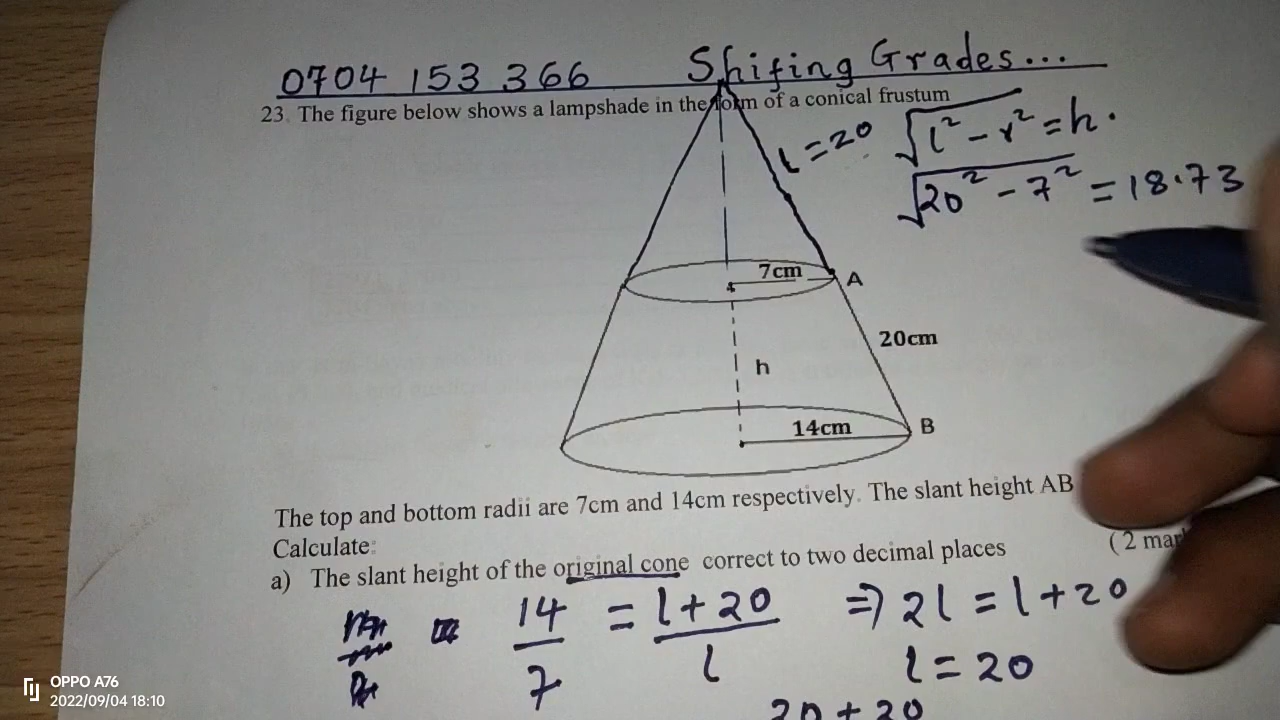 0704 153 366 Shifing Grades...
23. The figure below shows a lampshade in the form of a conical frustum
l = 20 √l² - r² = h.
√20² - 7² = 18.73
7cm A
20cm
h
14cm B
The top and bottom radii are 7cm and 14cm respectively. The slant height AB
Calculate:
( 2 mar
a) The slant height of the original cone correct to two decimal places
14/7 = l + 20/l ⇒ 2l = l + 20
l = 20
20 + 20
OPPO A76
2022/09/04 18:10